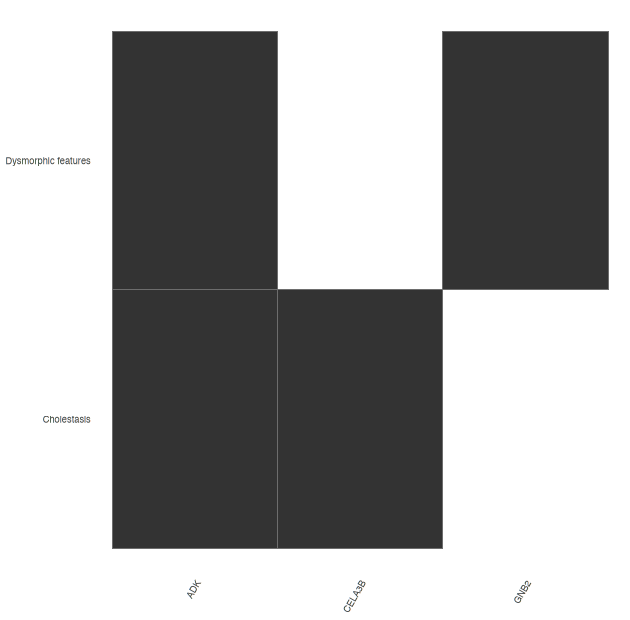 Dysmorphic features
Cholestasis
ADK
CELA3B
GNB2